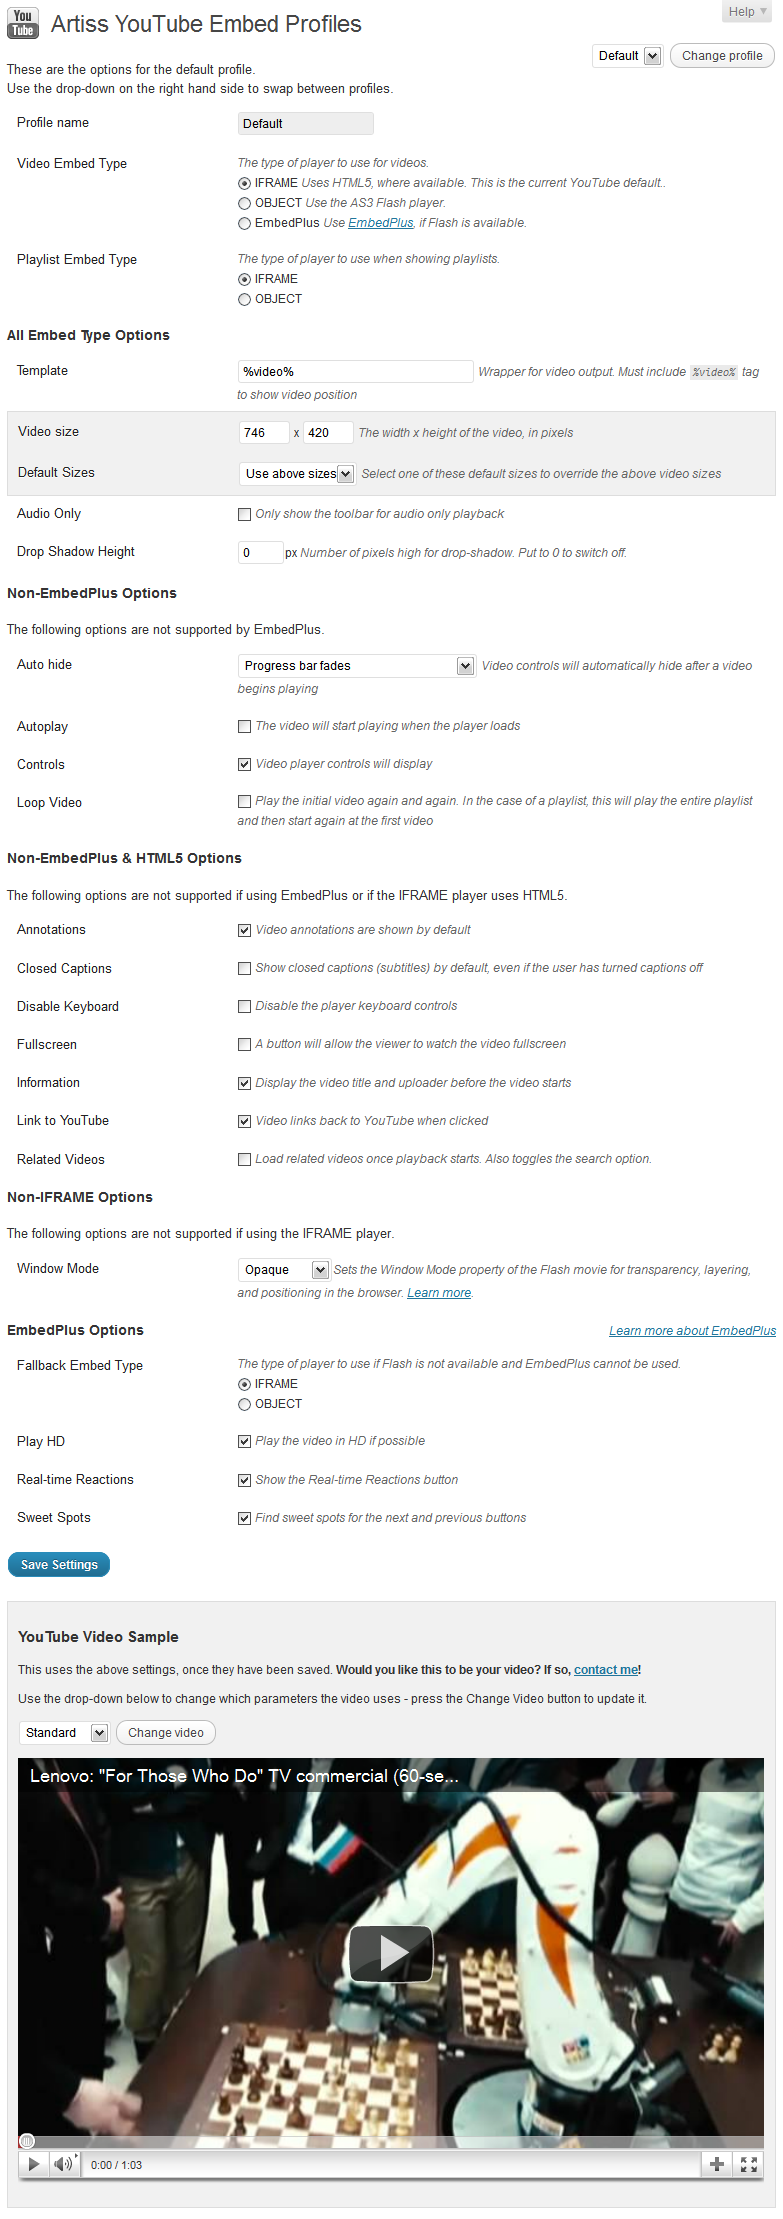 Help
You
Tube
Artiss YouTube Embed Profiles
Default
Change profile
These are the options for the default profile.
Use the drop-down on the right hand side to swap between profiles.
Profile name
Default
Video Embed Type
The type of player to use for videos.
IFRAME Uses HTML5, where available. This is the current YouTube default..
OBJECT Use the AS3 Flash player.
EmbedPlus Use EmbedPlus, if Flash is available.
Playlist Embed Type
The type of player to use when showing playlists.
IFRAME
OBJECT
All Embed Type Options
Template
%video%
Wrapper for video output. Must include %video% tag
to show video position
Video size
746 x 420 The width x height of the video, in pixels
Default Sizes
Use above sizes
Select one of these default sizes to override the above video sizes
Audio Only
Only show the toolbar for audio only playback
Drop Shadow Height
0 px Number of pixels high for drop-shadow. Put to 0 to switch off.
Non-EmbedPlus Options
The following options are not supported by EmbedPlus.
Auto hide
Progress bar fades
Video controls will automatically hide after a video
begins playing
Autoplay
The video will start playing when the player loads
Controls
Video player controls will display
Loop Video
Play the initial video again and again. In the case of a playlist, this will play the entire playlist
and then start again at the first video
Non-EmbedPlus & HTML5 Options
The following options are not supported if using EmbedPlus or if the IFRAME player uses HTML5.
Annotations
Video annotations are shown by default
Closed Captions
Show closed captions (subtitles) by default, even if the user has turned captions off
Disable Keyboard
Disable the player keyboard controls
Fullscreen
A button will allow the viewer to watch the video fullscreen
Information
Display the video title and uploader before the video starts
Link to YouTube
Video links back to YouTube when clicked
Related Videos
Load related videos once playback starts. Also toggles the search option.
Non-IFRAME Options
The following options are not supported if using the IFRAME player.
Window Mode
Opaque
Sets the Window Mode property of the Flash movie for transparency, layering,
and positioning in the browser. Learn more.
EmbedPlus Options
Learn more about EmbedPlus
Fallback Embed Type
The type of player to use if Flash is not available and EmbedPlus cannot be used.
IFRAME
OBJECT
Play HD
Play the video in HD if possible
Real-time Reactions
Show the Real-time Reactions button
Sweet Spots
Find sweet spots for the next and previous buttons
Save Settings
YouTube Video Sample
This uses the above settings, once they have been saved. Would you like this to be your video? If so, contact me!
Use the drop-down below to change which parameters the video uses - press the Change Video button to update it.
Standard
Change video
Lenovo: "For Those Who Do" TV commercial (60-se...
0:00 / 1:03